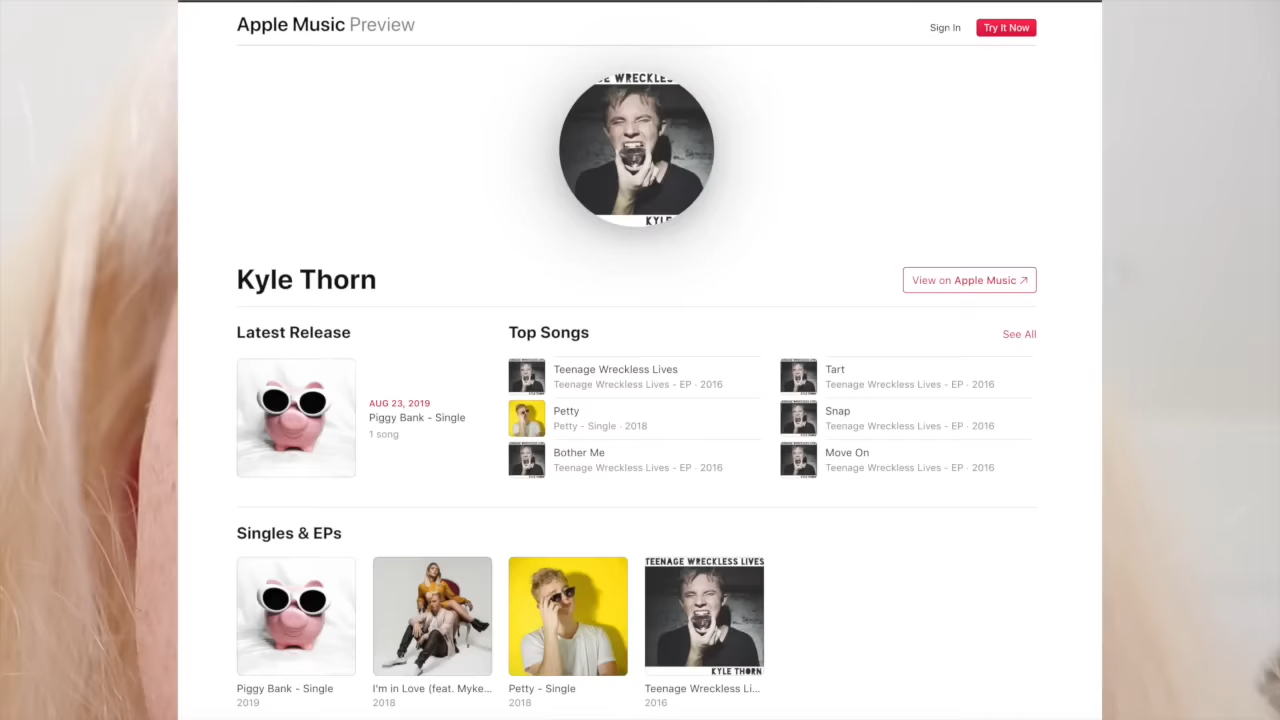 Apple Music Preview
Sign In
Try It Now
GE WRECKLES
KYLE
Kyle Thorn
View on Apple Music ↗
Latest Release
AUG 23, 2019
Piggy Bank - Single
1 song
Top Songs
See All
Teenage Wreckless Lives
Teenage Wreckless Lives - EP · 2016
Petty
Petty - Single · 2018
Bother Me
Teenage Wreckless Lives - EP · 2016
Tart
Teenage Wreckless Lives - EP · 2016
Snap
Teenage Wreckless Lives - EP · 2016
Move On
Teenage Wreckless Lives - EP · 2016
Singles & EPs
TEENAGE WRECKLESS LIVES
KYLE THORN
Piggy Bank - Single
2019
I'm in Love (feat. Myke...
2018
Petty - Single
2018
Teenage Wreckless Li...
2016